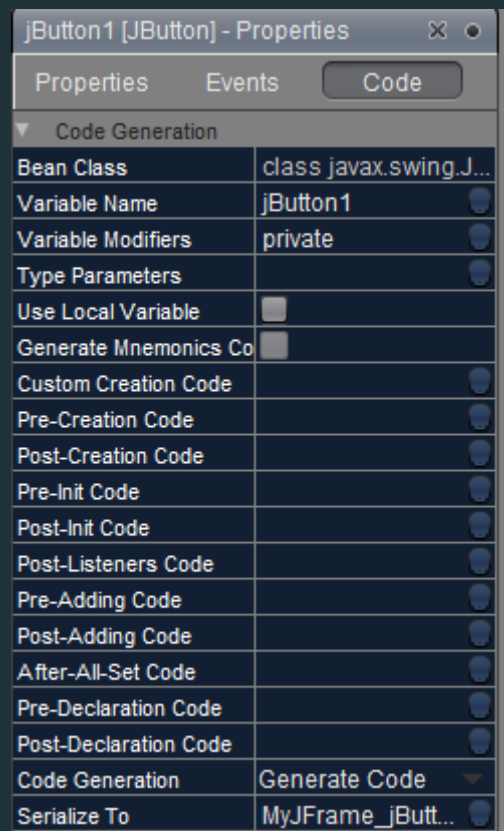 jButton1 [JButton] - Properties
Properties Events Code
Code Generation
Bean Class class javax.swing.J...
Variable Name jButton1
Variable Modifiers private
Type Parameters
Use Local Variable
Generate Mnemonics Co
Custom Creation Code
Pre-Creation Code
Post-Creation Code
Pre-Init Code
Post-Init Code
Post-Listeners Code
Pre-Adding Code
Post-Adding Code
After-All-Set Code
Pre-Declaration Code
Post-Declaration Code
Code Generation Generate Code
Serialize To MyJFrame_jButt...